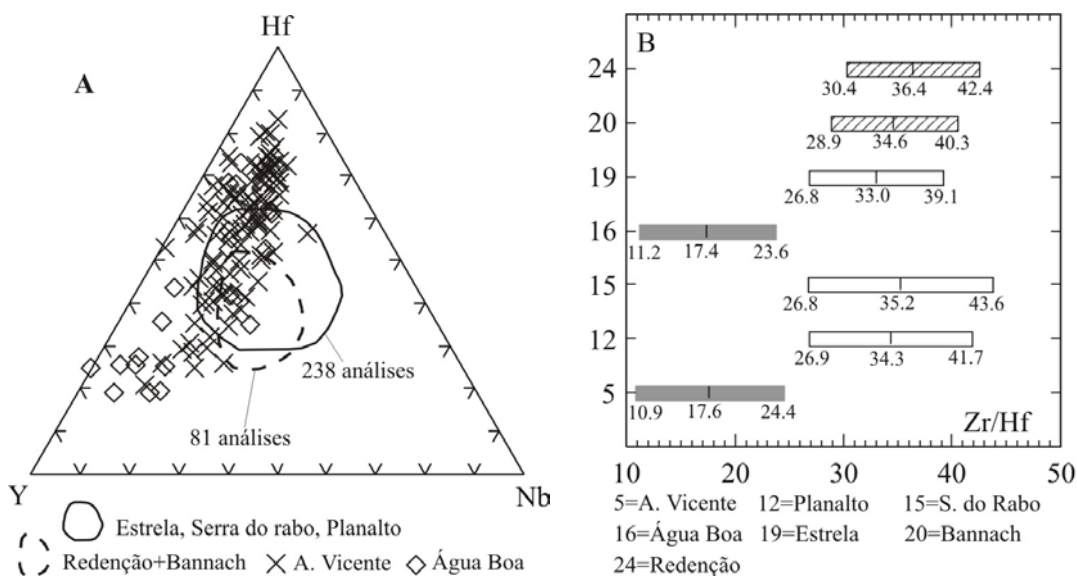 Hf
A
238 análises
81 análises
Y
Nb
Estrela, Serra do rabo, Planalto
Redenção+Bannach
A. Vicente
Água Boa
B
24
30.4 36.4 42.4
20
28.9 34.6 40.3
19
26.8 33.0 39.1
16
11.2 17.4 23.6
15
26.8 35.2 43.6
12
26.9 34.3 41.7
5
10.9 17.6 24.4
Zr/Hf
10 20 30 40 50
5=A. Vicente 12=Planalto 15=S. do Rabo
16=Água Boa 19=Estrela 20=Bannach
24=Redenção